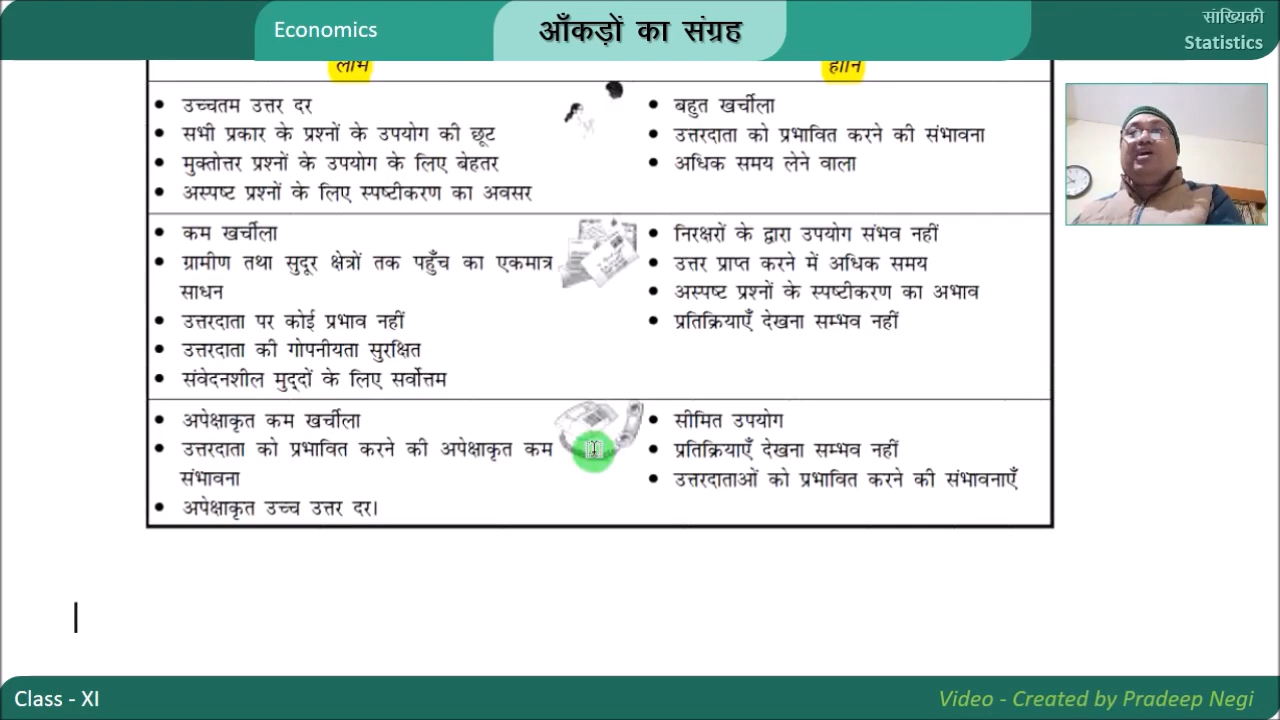 Economics
आँकड़ों का संग्रह
सांख्यिकी
Statistics
लाभ
हानि
• उच्चतम उत्तर दर
• सभी प्रकार के प्रश्नों के उपयोग की छूट
• मुक्तोत्तर प्रश्नों के उपयोग के लिए बेहतर
• अस्पष्ट प्रश्नों के लिए स्पष्टीकरण का अवसर
• बहुत खर्चीला
• उत्तरदाता को प्रभावित करने की संभावना
• अधिक समय लेने वाला
• कम खर्चीला
• ग्रामीण तथा सुदूर क्षेत्रों तक पहुँच का एकमात्र
साधन
• उत्तरदाता पर कोई प्रभाव नहीं
• उत्तरदाता की गोपनीयता सुरक्षित
• संवेदनशील मुद्दों के लिए सर्वोत्तम
• निरक्षरों के द्वारा उपयोग संभव नहीं
• उत्तर प्राप्त करने में अधिक समय
• अस्पष्ट प्रश्नों के स्पष्टीकरण का अभाव
• प्रतिक्रियाएँ देखना सम्भव नहीं
• अपेक्षाकृत कम खर्चीला
• उत्तरदाता को प्रभावित करने की अपेक्षाकृत कम
संभावना
• अपेक्षाकृत उच्च उत्तर दर।
• सीमित उपयोग
• प्रतिक्रियाएँ देखना सम्भव नहीं
• उत्तरदाताओं को प्रभावित करने की संभावनाएँ
Class - XI
Video - Created by Pradeep Negi